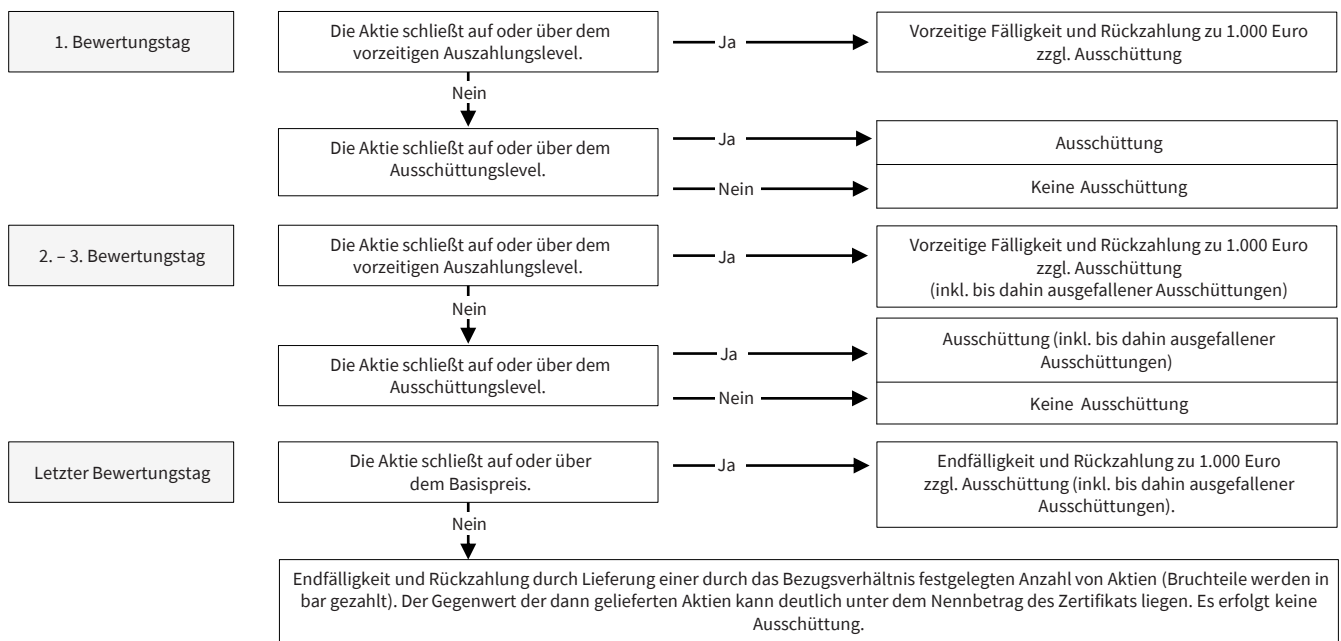 1. Bewertungstag
Die Aktie schließt auf oder über dem
vorzeitigen Auszahlungslevel.
Ja
Vorzeitige Fälligkeit und Rückzahlung zu 1.000 Euro
zzgl. Ausschüttung
Nein
Die Aktie schließt auf oder über dem
Ausschüttungslevel.
Ja
Ausschüttung
Nein
Keine Ausschüttung
2. – 3. Bewertungstag
Die Aktie schließt auf oder über dem
vorzeitigen Auszahlungslevel.
Ja
Vorzeitige Fälligkeit und Rückzahlung zu 1.000 Euro
zzgl. Ausschüttung
(inkl. bis dahin ausgefallener Ausschüttungen)
Nein
Die Aktie schließt auf oder über dem
Ausschüttungslevel.
Ja
Ausschüttung (inkl. bis dahin ausgefallener
Ausschüttungen)
Nein
Keine Ausschüttung
Letzter Bewertungstag
Die Aktie schließt auf oder über
dem Basispreis.
Ja
Endfälligkeit und Rückzahlung zu 1.000 Euro
zzgl. Ausschüttung (inkl. bis dahin ausgefallener
Ausschüttungen).
Nein
Endfälligkeit und Rückzahlung durch Lieferung einer durch das Bezugsverhältnis festgelegten Anzahl von Aktien (Bruchteile werden in
bar gezahlt). Der Gegenwert der dann gelieferten Aktien kann deutlich unter dem Nennbetrag des Zertifikats liegen. Es erfolgt keine
Ausschüttung.